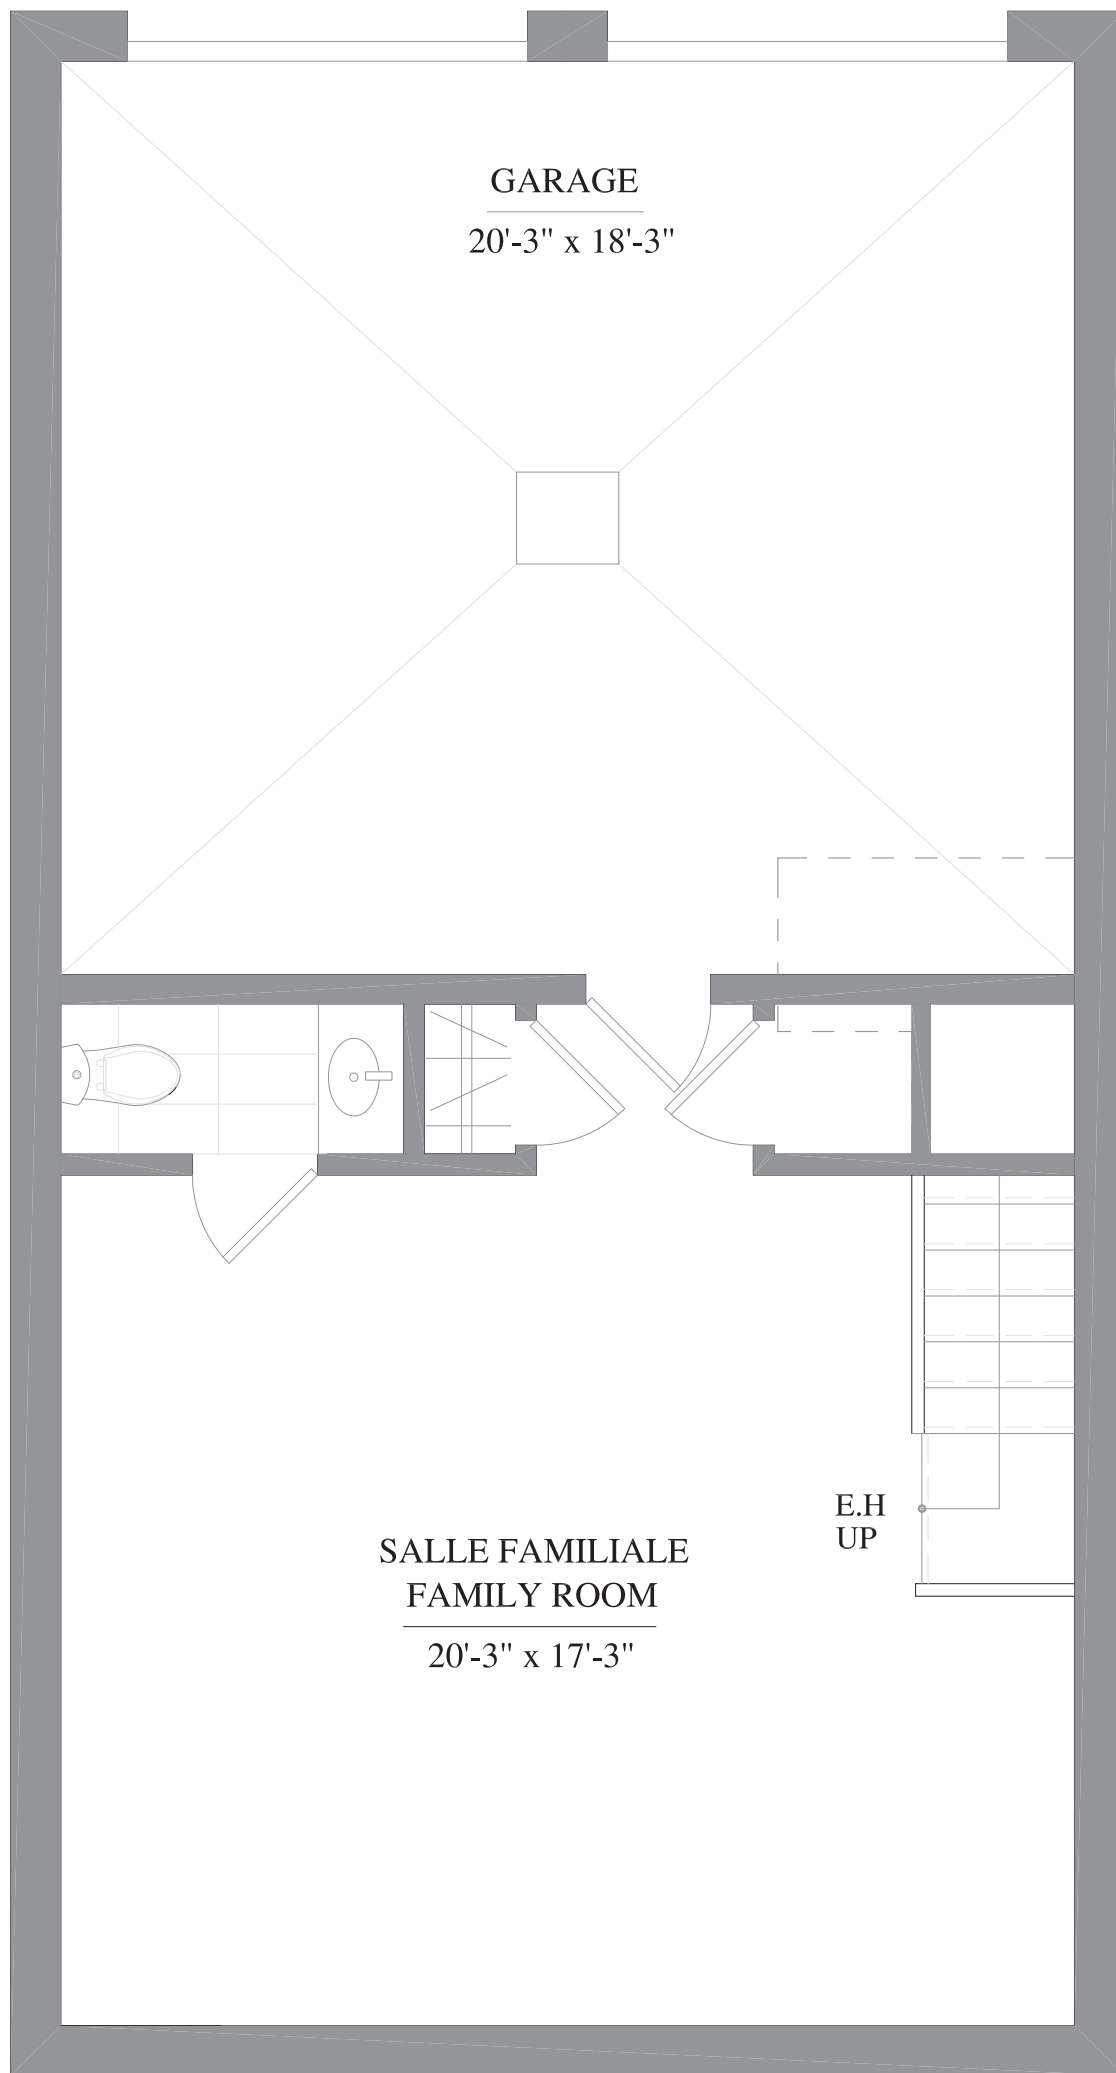 GARAGE
20'-3" x 18'-3"
E.H
UP
SALLE FAMILIALE
FAMILY ROOM
20'-3" x 17'-3"